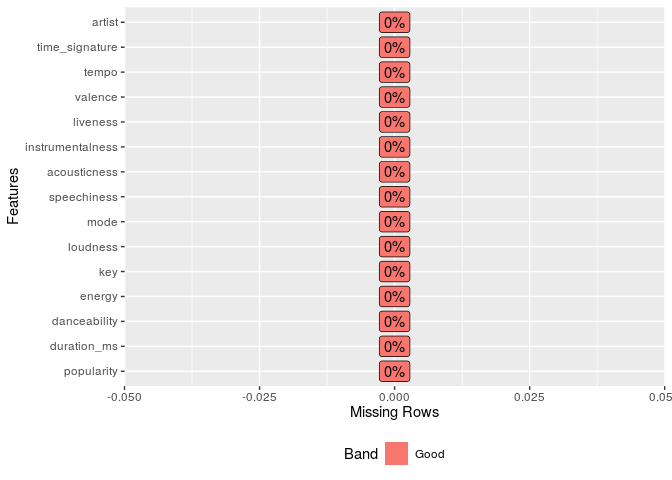 artist 0%
time_signature 0%
tempo 0%
valence 0%
liveness 0%
instrumentalness 0%
acousticness 0%
speechiness 0%
mode 0%
loudness 0%
key 0%
energy 0%
danceability 0%
duration_ms 0%
popularity 0%
Features
-0.050 -0.025 0.000 0.025 0.05
Missing Rows
Band Good